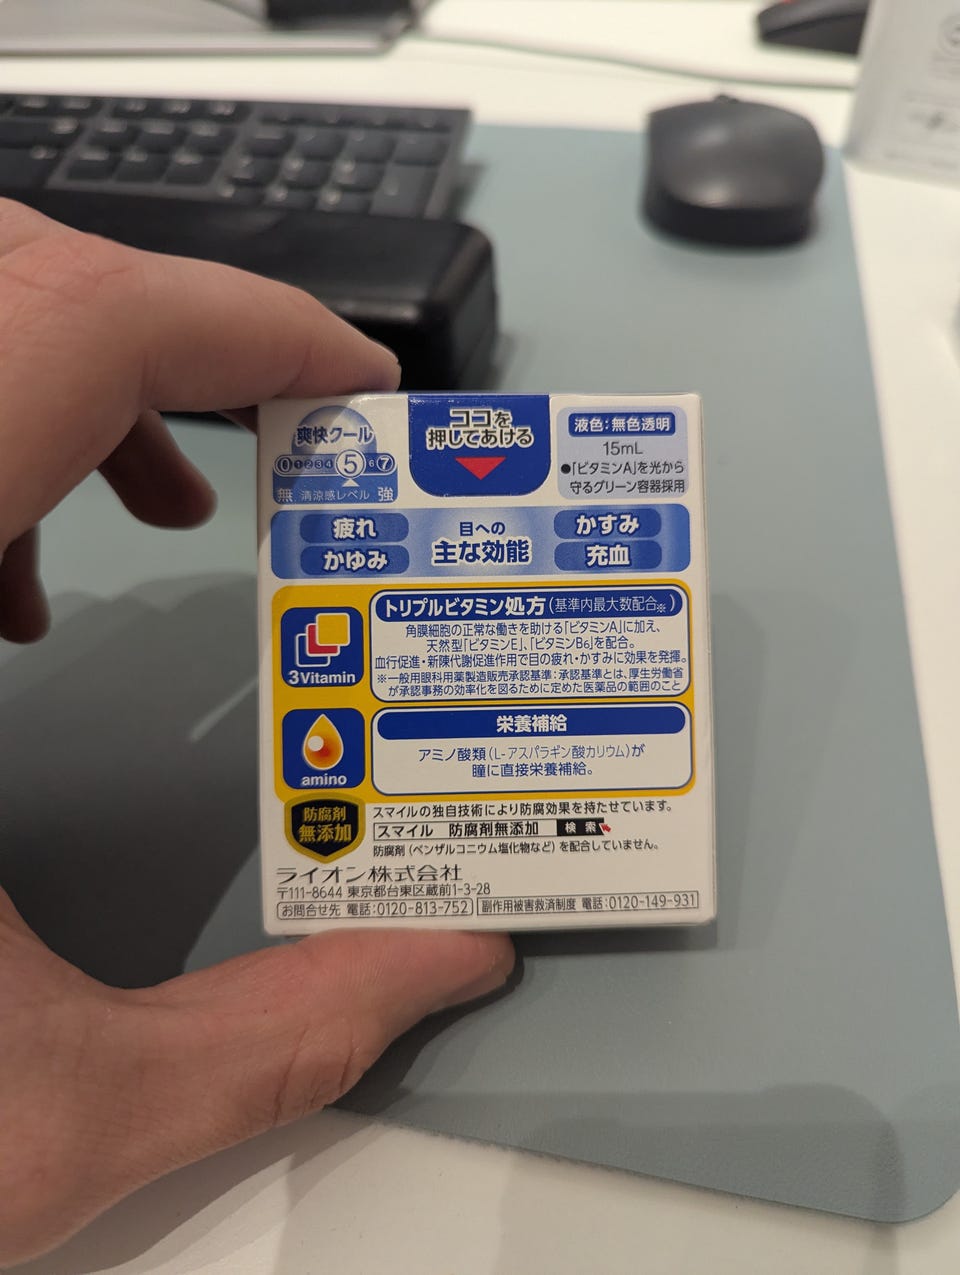 爽快クール
0 1 2 3 4 5 6 7
無 清涼感レベル 強
ココを
押してあける
液色:無色透明
15mL
●「ビタミンA」を光から
守るグリーン容器採用
疲れ
かゆみ
目への
主な効能
かすみ
充血
3Vitamin
トリプルビタミン処方(基準内最大数配合※)
角膜細胞の正常な働きを助ける「ビタミンA」に加え、
天然型「ビタミンE」、「ビタミンB6」を配合。
血行促進・新陳代謝促進作用で目の疲れ・かすみに効果を発揮。
※一般用眼科用薬製造販売承認基準:承認基準とは、厚生労働省
が承認事務の効率化を図るために定めた医薬品の範囲のこと
amino
栄養補給
アミノ酸類(L-アスパラギン酸カリウム)が
瞳に直接栄養補給。
防腐剤
無添加
スマイルの独自技術により防腐効果を持たせています。
スマイル 防腐剤無添加 検索
防腐剤(ベンザルコニウム塩化物など)を配合していません。
ライオン株式会社
〒111-8644 東京都台東区蔵前1-3-28
お問合せ先 電話:0120-813-752 副作用被害救済制度 電話:0120-149-931